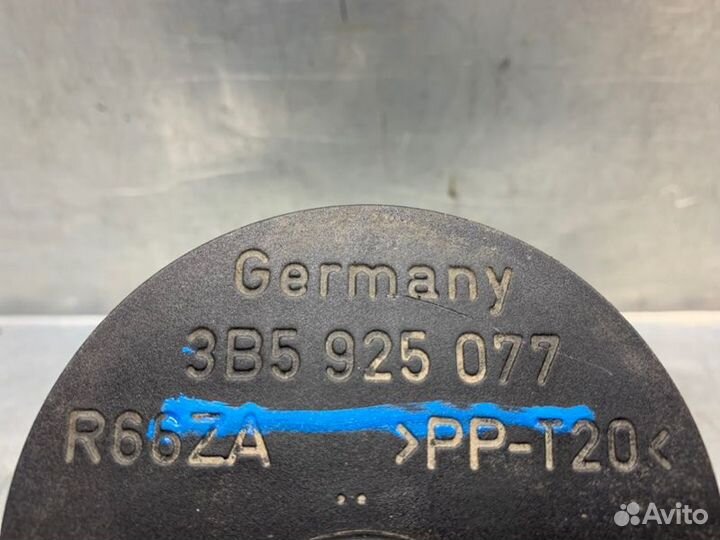 Germany
3B5 925 077
R66ZA >PP-T20<
Avito